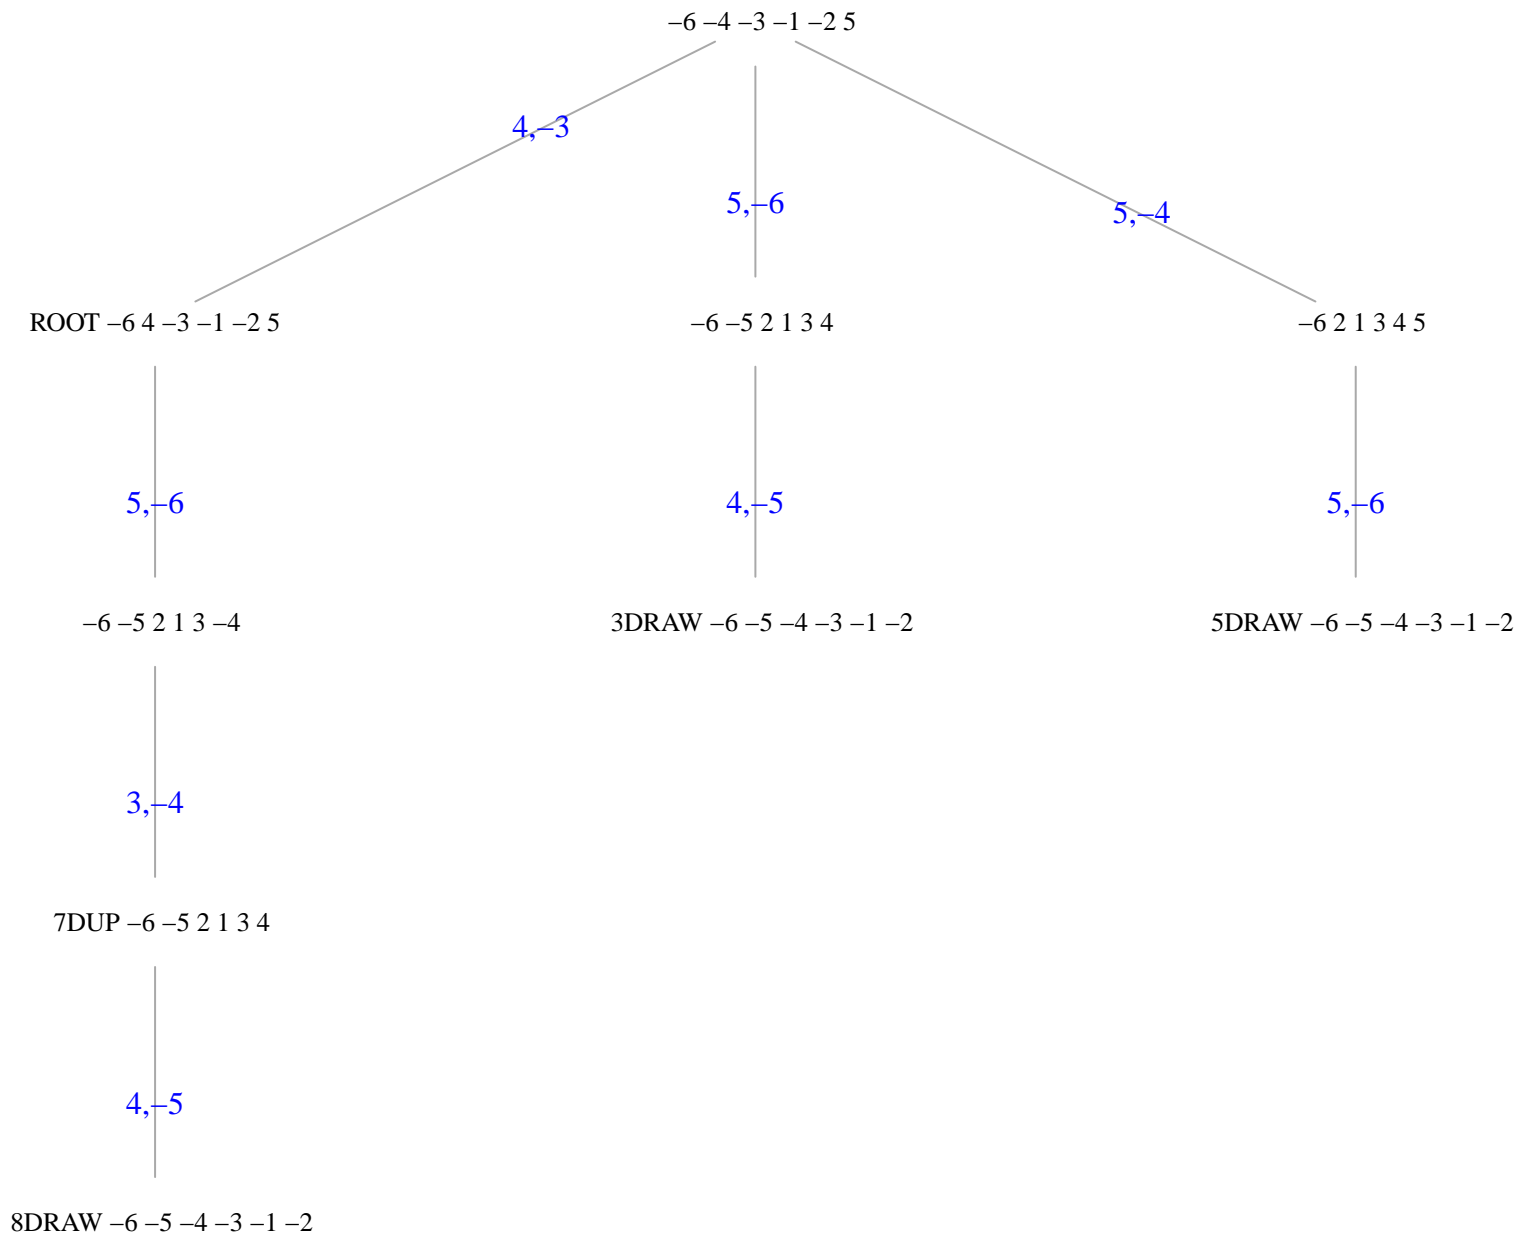 –6 –4 –3 –1 –2 5
4,–3
5,–6
5,–4
ROOT –6 4 –3 –1 –2 5
–6 –5 2 1 3 4
–6 2 1 3 4 5
5,–6
4,–5
5,–6
–6 –5 2 1 3 –4
3DRAW –6 –5 –4 –3 –1 –2
5DRAW –6 –5 –4 –3 –1 –2
3,–4
7DUP –6 –5 2 1 3 4
4,–5
8DRAW –6 –5 –4 –3 –1 –2